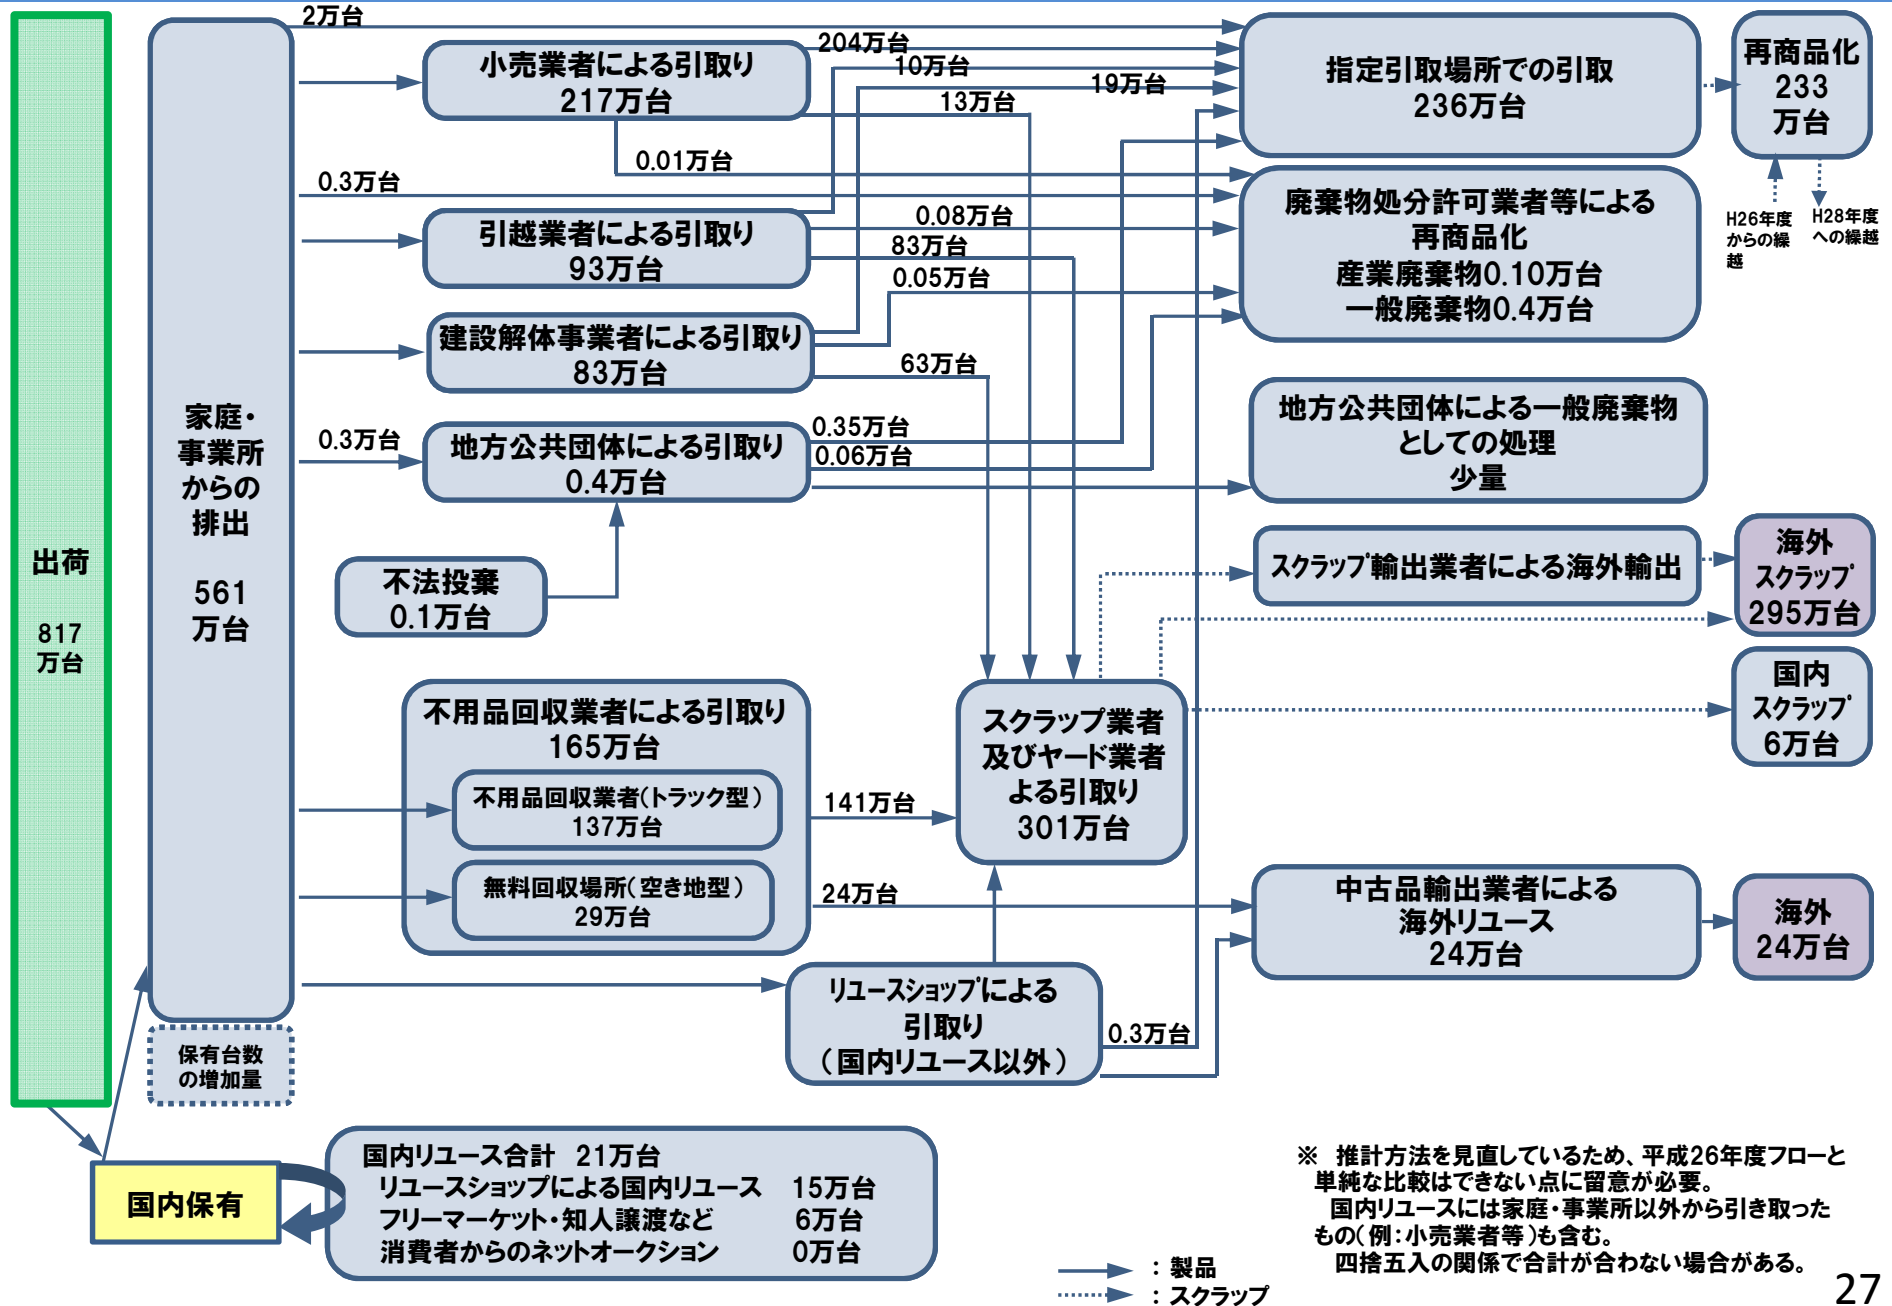 出荷
817
万台
家庭・
事業所
からの
排出
561
万台
保有台数
の増加量
国内保有
2万台
小売業者による引取り
217万台
204万台
10万台
13万台
19万台
0.01万台
0.3万台
引越業者による引取り
93万台
0.08万台
83万台
0.05万台
建設解体事業者による引取り
83万台
63万台
0.3万台
地方公共団体による引取り
0.4万台
0.35万台
0.06万台
不法投棄
0.1万台
不用品回収業者による引取り
165万台
不用品回収業者(トラック型)
137万台
無料回収場所(空き地型)
29万台
141万台
24万台
スクラップ業者
及びヤード業者
よる引取り
301万台
リユースショップによる
引取り
(国内リユース以外)
0.3万台
指定引取場所での引取
236万台
再商品化
233
万台
H26年度
からの繰
越
H28年度
への繰越
廃棄物処分許可業者等による
再商品化
産業廃棄物0.10万台
一般廃棄物0.4万台
地方公共団体による一般廃棄物
としての処理
少量
スクラップ輸出業者による海外輸出
海外
スクラップ
295万台
国内
スクラップ
6万台
中古品輸出業者による
海外リユース
24万台
海外
24万台
国内リユース合計 21万台
リユースショップによる国内リユース 15万台
フリーマーケット・知人譲渡など 6万台
消費者からのネットオークション 0万台
：製品
：スクラップ
※ 推計方法を見直しているため、平成26年度フローと
単純な比較はできない点に留意が必要。
国内リユースには家庭・事業所以外から引き取った
もの(例:小売業者等)も含む。
四捨五入の関係で合計が合わない場合がある。
27